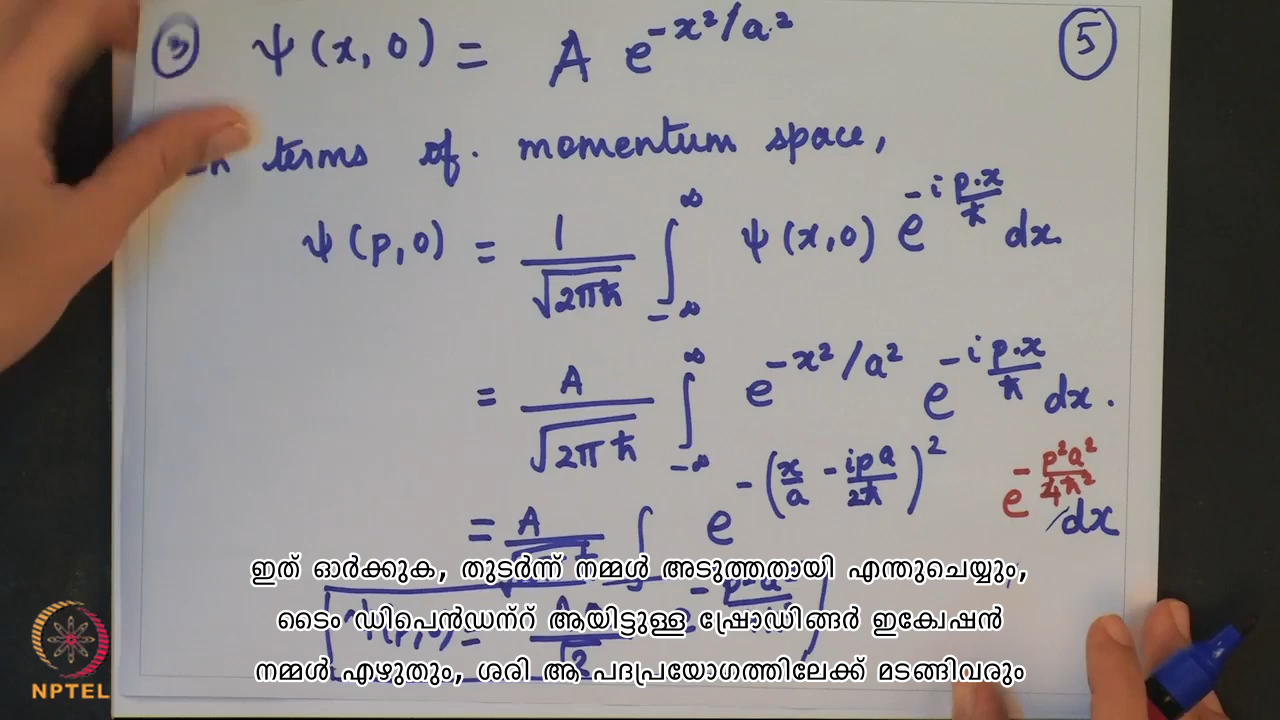 ③ ψ(x,0) = A e^{-x²/a²} ⑤
terms of. momentum space,
ψ(p,0) = 1/√(2πħ) ∫_{-∞}^{∞} ψ(x,0) e^{-i p.x/ħ} dx.
= A/√(2πħ) ∫_{-∞}^{∞} e^{-x²/a²} e^{-i p.x/ħ} dx.
= A ∫ e^{-(x/a - ipa/2ħ)²} e^{-p²a²/4ħ²} dx
ഇത് ഓർക്കുക, തുടർന്ന് നമ്മൾ അടുത്തതായി എന്തുചെയ്യും,
ടൈം ഡിപെൻഡന്റ് ആയിട്ടുള്ള ഷ്രോഡിങ്ങർ ഇക്വേഷൻ
നമ്മൾ എഴുതും, ശരി ആ പദപ്രയോഗത്തിലേക്ക് മടങ്ങിവരും
NPTEL